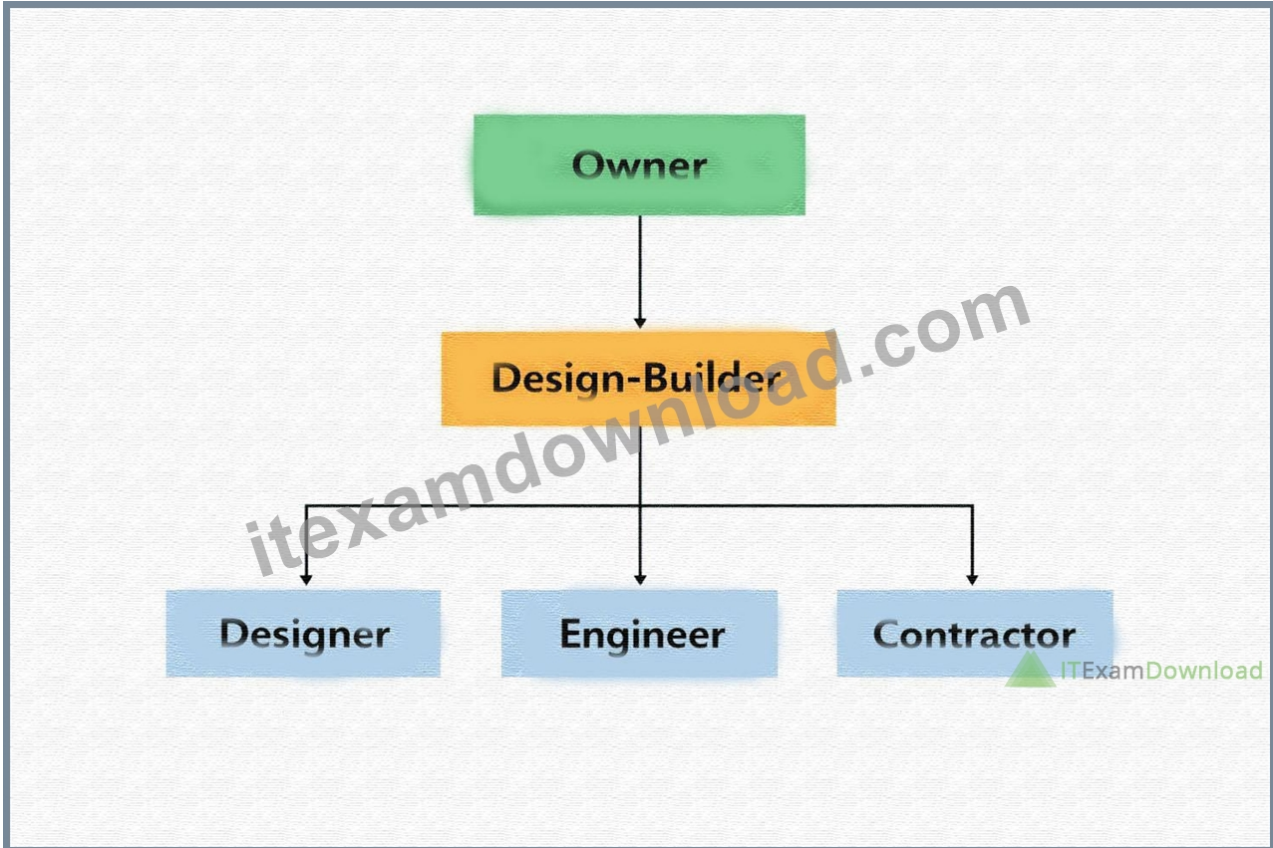 Owner
Design-Builder
itexamdownload.com
Designer
Engineer
Contractor
ITExamDownload